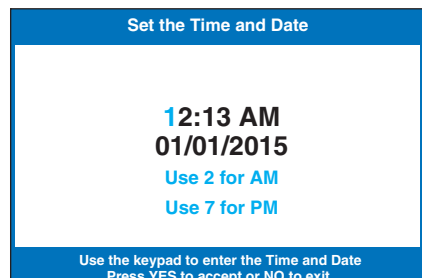 Set the Time and Date
12:13 AM
01/01/2015
Use 2 for AM
Use 7 for PM
Use the keypad to enter the Time and Date
Press YES to accept or NO to exit